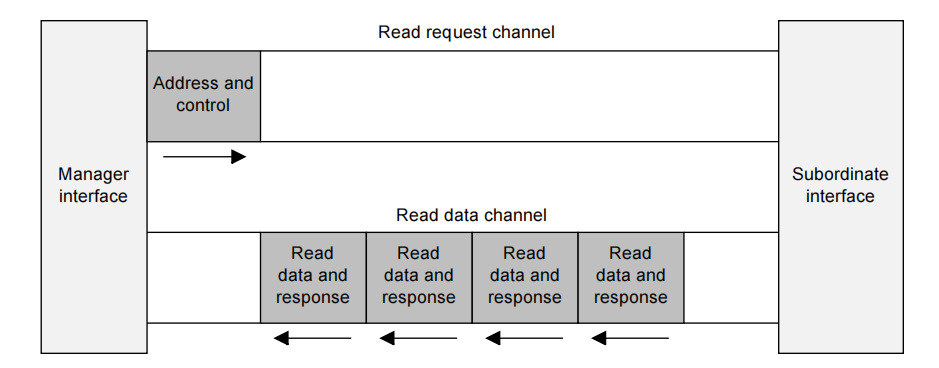 Read request channel
Address and
control
Manager
interface
Subordinate
interface
Read data channel
Read
data and
response
Read
data and
response
Read
data and
response
Read
data and
response